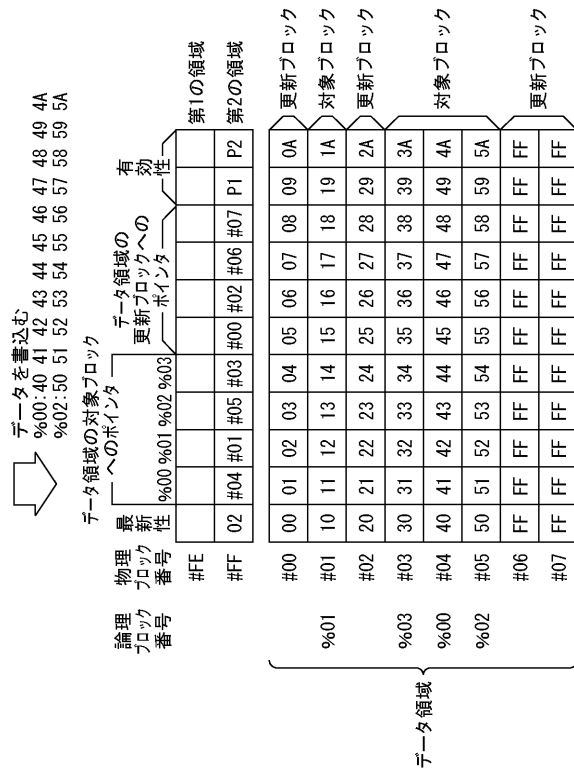 データを書込む
%00:40 41 42 43 44 45 46 47 48 49 4A
%02:50 51 52 53 54 55 56 57 58 59 5A
データ領域の対象ブロックへのポインタ
データ領域の更新ブロックへのポインタ
論理ブロック番号 物理ブロック番号 最新性 %00 %01 %02 %03 有効性
#FE 第1の領域
#FF 02 #04 #01 #05 #03 #00 #02 #06 #07 P1 P2 第2の領域
データ領域
#00 00 01 02 03 04 05 06 07 08 09 0A 更新ブロック
%01 #01 10 11 12 13 14 15 16 17 18 19 1A 対象ブロック
#02 20 21 22 23 24 25 26 27 28 29 2A 更新ブロック
%03 #03 30 31 32 33 34 35 36 37 38 39 3A 対象ブロック
%00 #04 40 41 42 43 44 45 46 47 48 49 4A
%02 #05 50 51 52 53 54 55 56 57 58 59 5A
#06 FF FF FF FF FF FF FF FF FF FF FF 更新ブロック
#07 FF FF FF FF FF FF FF FF FF FF FF